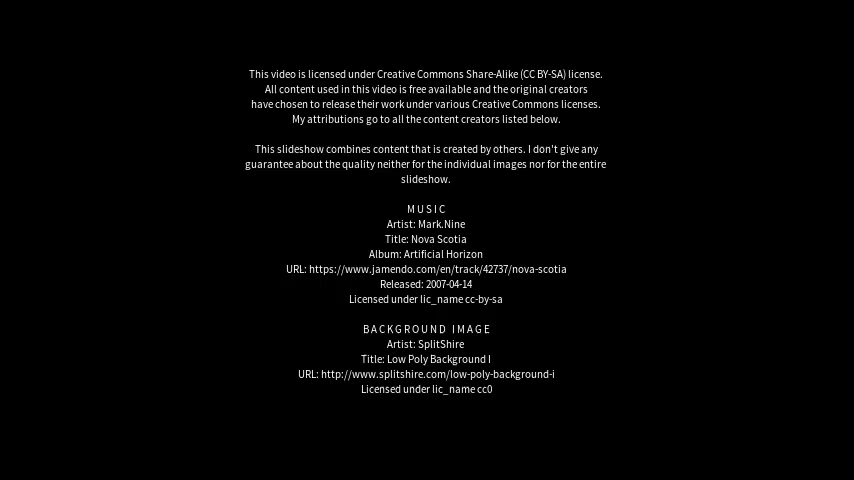 This video is licensed under Creative Commons Share-Alike (CC BY-SA) license.
All content used in this video is free available and the original creators
have chosen to release their work under various Creative Commons licenses.
My attributions go to all the content creators listed below.
This slideshow combines content that is created by others. I don't give any
guarantee about the quality neither for the individual images nor for the entire
slideshow.
MUSIC
Artist: Mark.Nine
Title: Nova Scotia
Album: Artificial Horizon
URL: https://www.jamendo.com/en/track/42737/nova-scotia
Released: 2007-04-14
Licensed under lic_name cc-by-sa
BACKGROUND IMAGE
Artist: SplitShire
Title: Low Poly Background I
URL: http://www.splitshire.com/low-poly-background-i
Licensed under lic_name cc0